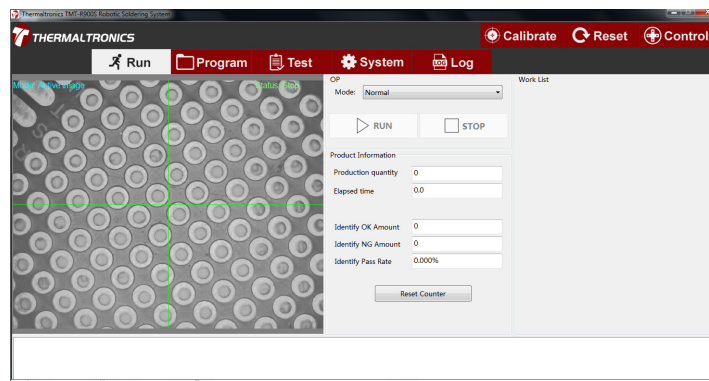 Thermaltronics TMT-R9000S Robotic Soldering System
THERMALTRONICS
Calibrate Reset Control
Run Program Test System Log
Mode: Active Image Status: Stop
OP
Mode: Normal
RUN STOP
Product Information
Production quantity 0
Elapsed time 0.0
Identify OK Amount 0
Identify NG Amount 0
Identify Pass Rate 0.000%
Reset Counter
Work List